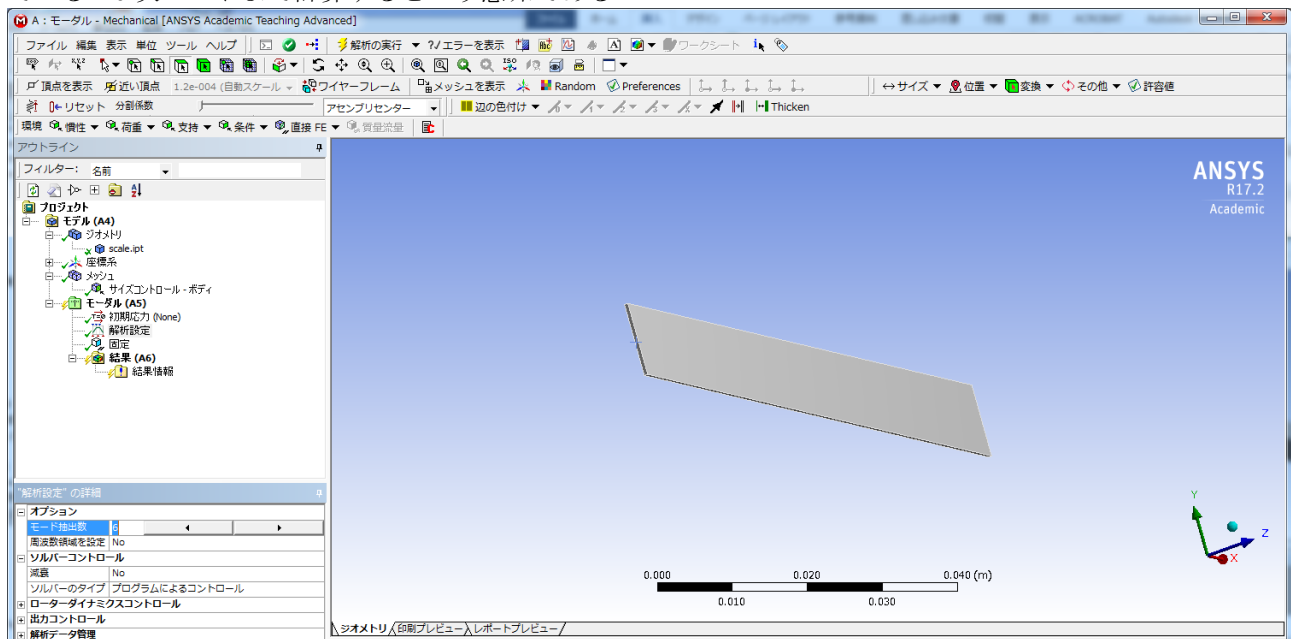 A : モーダル - Mechanical [ANSYS Academic Teaching Advanced]
ファイル 編集 表示 単位 ツール ヘルプ 解析の実行 ?/エラーを表示 ワークシート
頂点を表示 近い頂点 1.2e-004 (自動スケール ワイヤーフレーム メッシュを表示 Random Preferences サイズ 位置 変換 その他 許容値
リセット 分割係数 アセンブリセンター 辺の色付け Thicken
環境 慣性 荷重 支持 条件 直接 FE 質量流量
アウトライン
フィルター: 名前
プロジェクト
モデル (A4)
ジオメトリ
scale.ipt
座標系
メッシュ
サイズコントロール - ボディ
モーダル (A5)
初期応力 (None)
解析設定
固定
結果 (A6)
結果情報
ANSYS
R17.2
Academic
"解析設定" の詳細
オプション
モード抽出数 6
周波数領域を設定 No
ソルバーコントロール
減衰 No
ソルバーのタイプ プログラムによるコントロール
ローターダイナミクスコントロール
出力コントロール
解析データ管理
Y
Z
X
0.000 0.020 0.040 (m)
0.010 0.030
ジオメトリ 印刷プレビュー レポートプレビュー